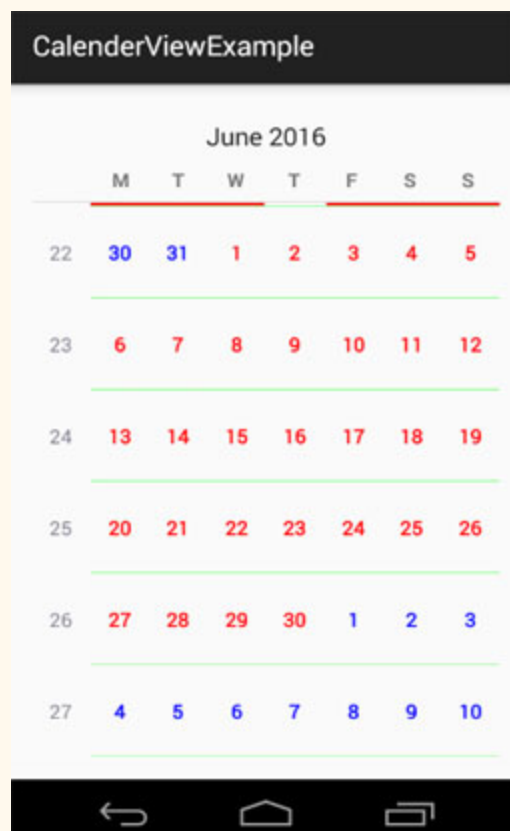 CalenderViewExample
June 2016
M T W T F S S
22 30 31 1 2 3 4 5
23 6 7 8 9 10 11 12
24 13 14 15 16 17 18 19
25 20 21 22 23 24 25 26
26 27 28 29 30 1 2 3
27 4 5 6 7 8 9 10